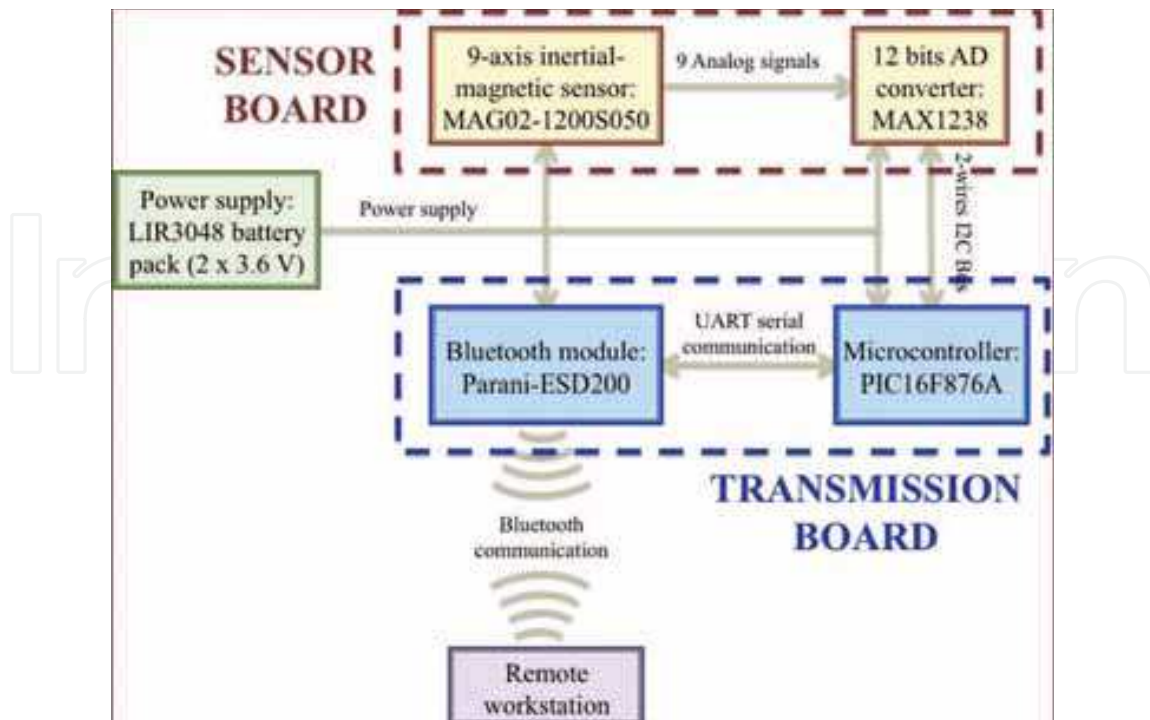 SENSOR
BOARD
9-axis inertial-
magnetic sensor:
MAG02-1200S050
9 Analog signals
12 bits AD
converter:
MAX1238
2-wires I2C Bus
Power supply:
LIR3048 battery
pack (2 x 3.6 V)
Power supply
Bluetooth module:
Parani-ESD200
UART serial
communication
Microcontroller:
PIC16F876A
TRANSMISSION
BOARD
Bluetooth
communication
Remote
workstation